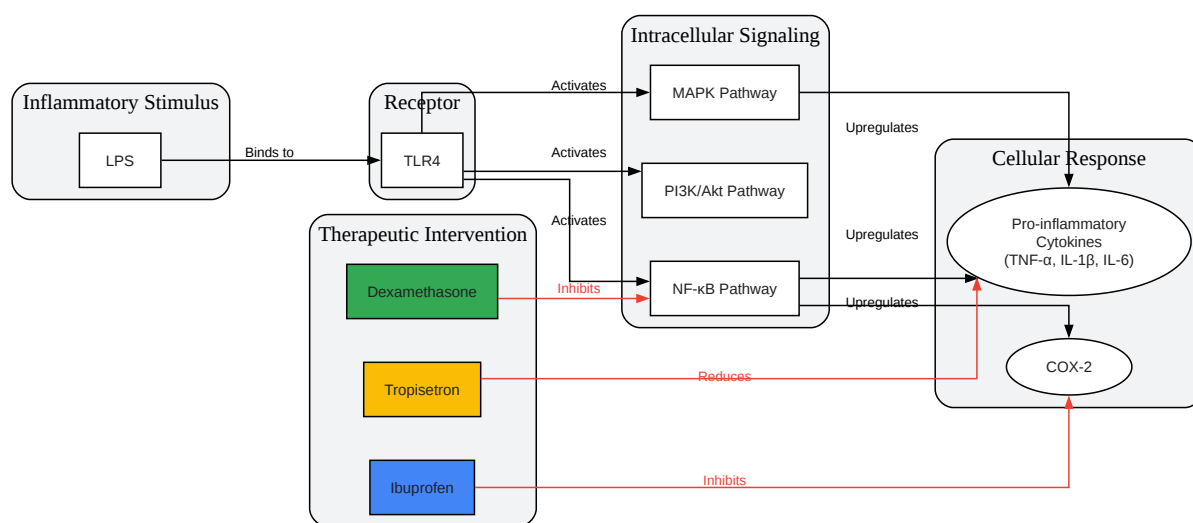 Inflammatory Stimulus
LPS
Binds to
Receptor
TLR4
Activates
Activates
Activates
Intracellular Signaling
MAPK Pathway
PI3K/Akt Pathway
NF-κB Pathway
Upregulates
Upregulates
Upregulates
Cellular Response
Pro-inflammatory
Cytokines
(TNF-α, IL-1β, IL-6)
COX-2
Therapeutic Intervention
Dexamethasone
Inhibits
Tropisetron
Reduces
Ibuprofen
Inhibits